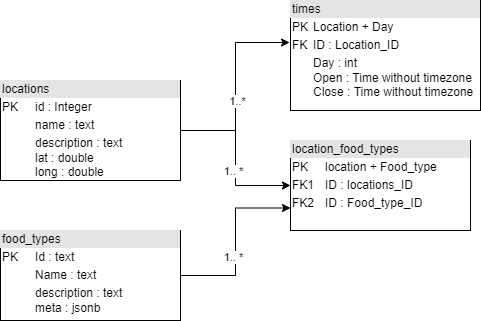 times
PK Location + Day
FK ID : Location_ID
Day : int
Open : Time without timezone
Close : Time without timezone
locations
PK id : Integer
name : text
description : text
lat : double
long : double
1..*
1.. *
location_food_types
PK location + Food_type
FK1 ID : locations_ID
FK2 ID : Food_type_ID
food_types
PK Id : text
Name : text
description : text
meta : jsonb
1.. *